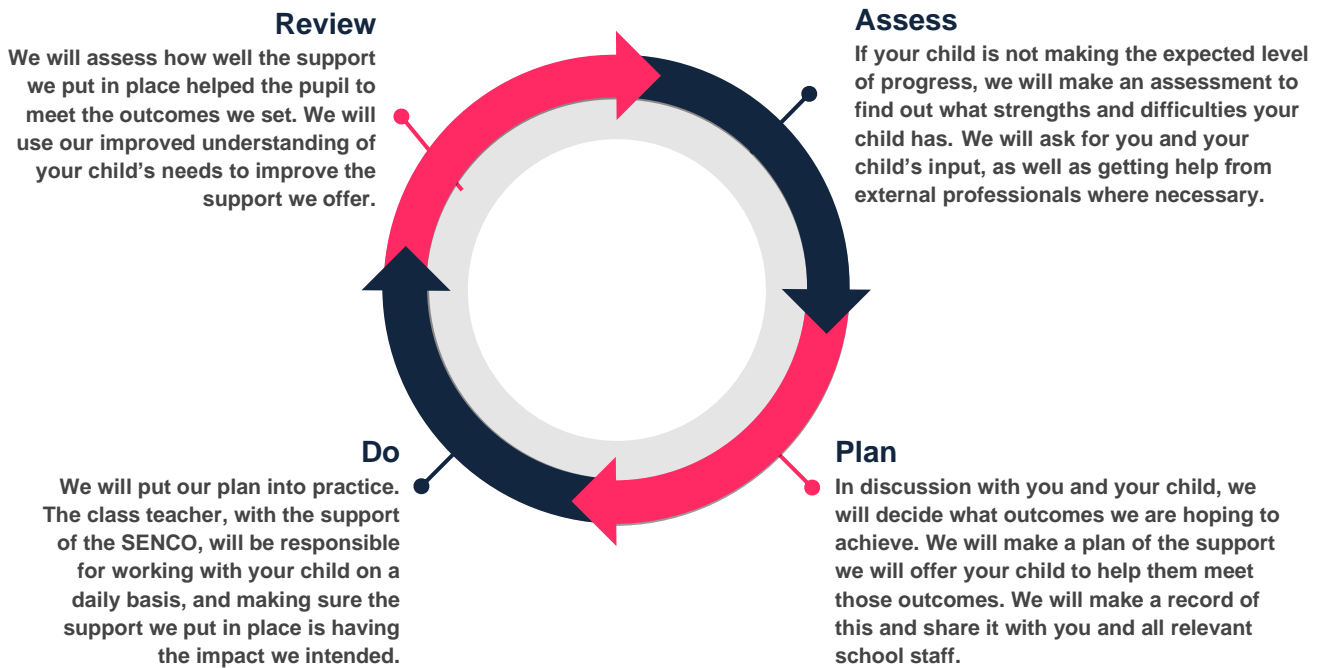 Review
We will assess how well the support
we put in place helped the pupil to
meet the outcomes we set. We will
use our improved understanding of
your child’s needs to improve the
support we offer.
Assess
If your child is not making the expected level
of progress, we will make an assessment to
find out what strengths and difficulties your
child has. We will ask for you and your
child’s input, as well as getting help from
external professionals where necessary.
Do
We will put our plan into practice.
The class teacher, with the support
of the SENCO, will be responsible
for working with your child on a
daily basis, and making sure the
support we put in place is having
the impact we intended.
Plan
In discussion with you and your child, we
will decide what outcomes we are hoping to
achieve. We will make a plan of the support
we will offer your child to help them meet
those outcomes. We will make a record of
this and share it with you and all relevant
school staff.